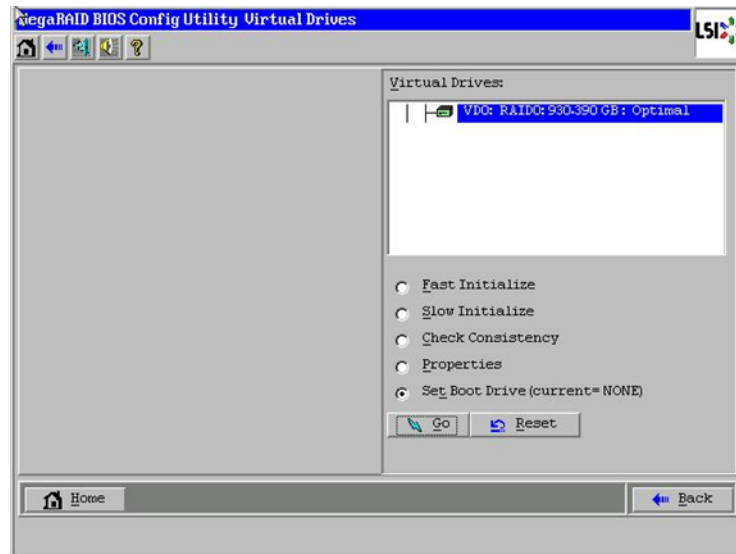 MegaRAID BIOS Config Utility Virtual Drives
LSI
Virtual Drives:
VD0: RAID0: 930.390 GB : Optimal
Fast Initialize
Slow Initialize
Check Consistency
Properties
Set Boot Drive (current= NONE)
Go
Reset
Home
Back